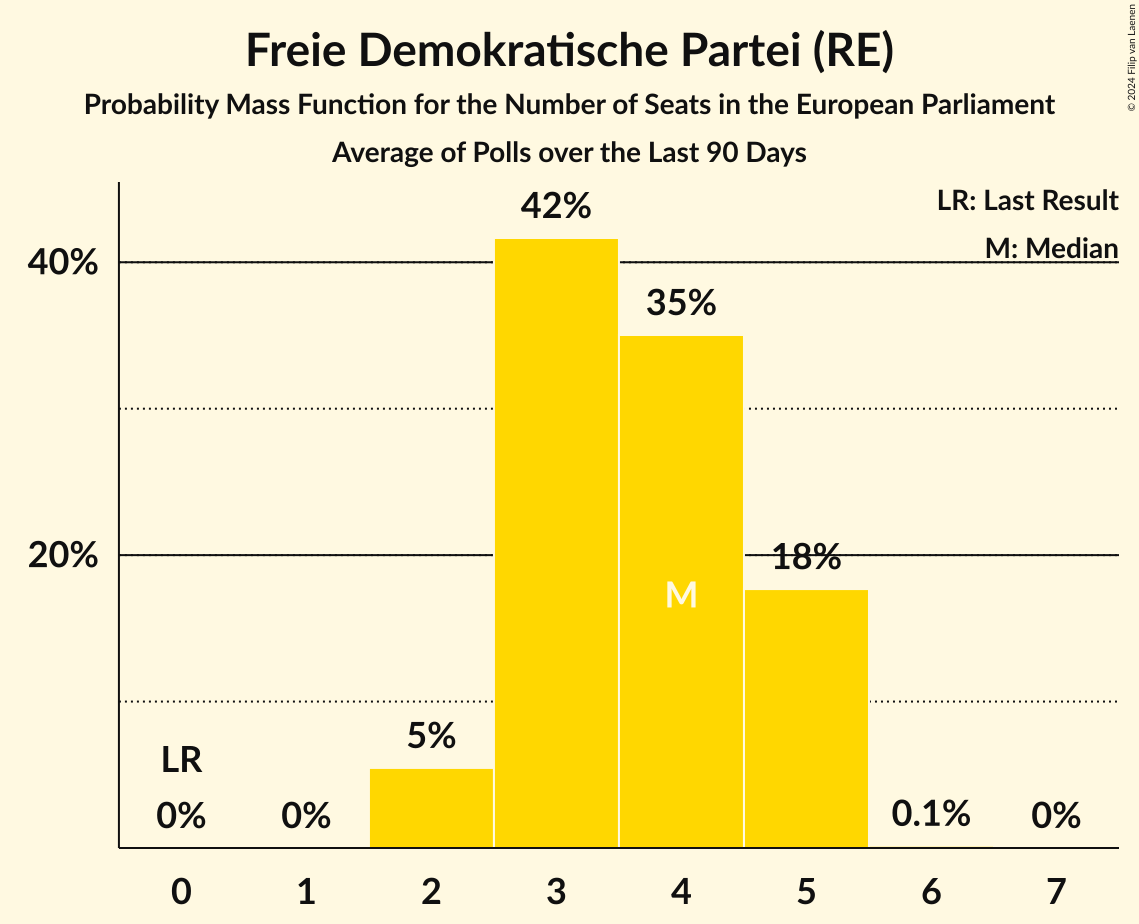 Freie Demokratische Partei (RE)
Probability Mass Function for the Number of Seats in the European Parliament
Average of Polls over the Last 90 Days
© 2024 Filip van Laenen
LR: Last Result
M: Median
40%
20%
42%
35%
18%
M
5%
LR
0%
0%
0.1%
0%
0 1 2 3 4 5 6 7